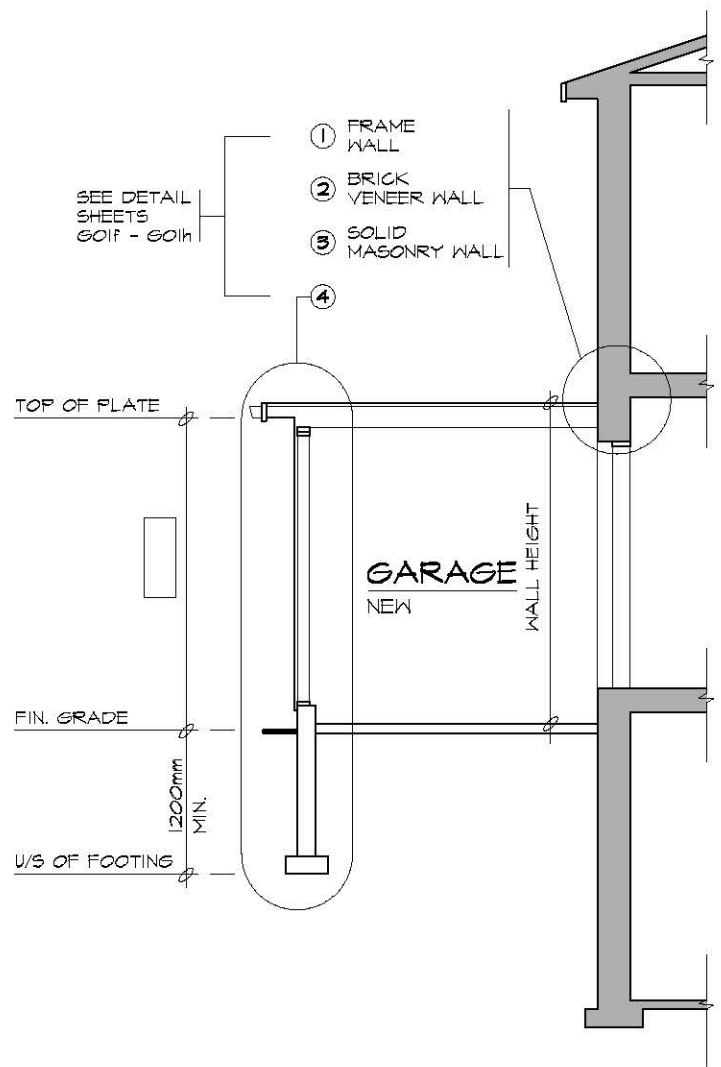 1 FRAME
WALL
2 BRICK
VENEER WALL
SEE DETAIL
SHEETS
G01f - G01h
3 SOLID
MASONRY WALL
4
TOP OF PLATE
GARAGE
NEW
WALL HEIGHT
FIN. GRADE
1200mm
MIN.
U/S OF FOOTING